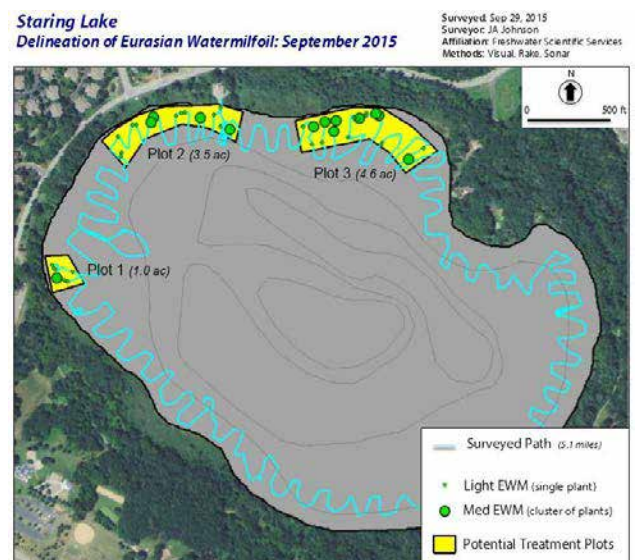 Staring Lake
Delineation of Eurasian Watermilfoil: September 2015
Surveyed: Sep 29, 2015
Surveyor: JA Johnson
Affiliation: Freshwater Scientific Services
Methods: Visual, Rake, Sonar
N
0 500 ft
Plot 2 (3.5 ac)
Plot 3 (4.6 ac)
Plot 1 (1.0 ac)
Surveyed Path (5.1 miles)
Light EWM (single plant)
Med EWM (cluster of plants)
Potential Treatment Plots